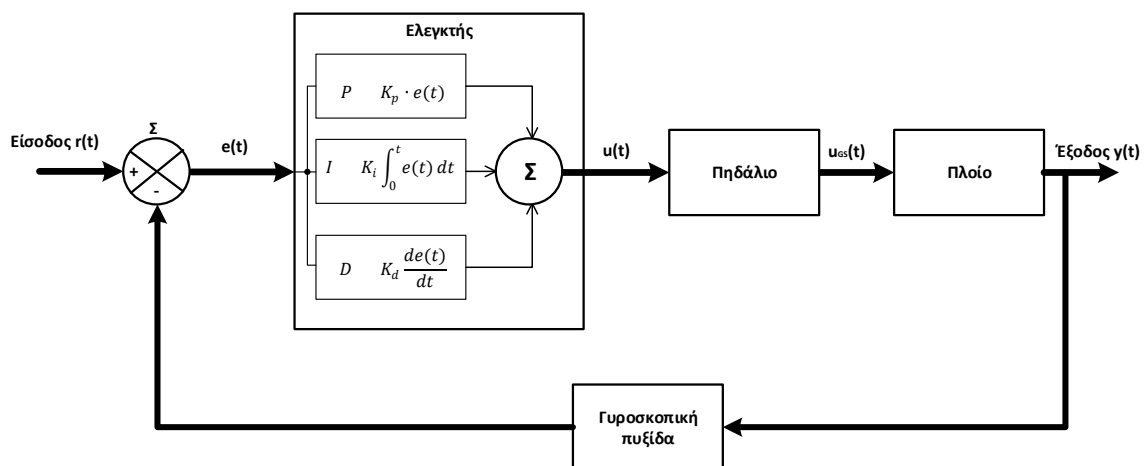 Ελεγκτής
P K_p · e(t)
Σ
Είσοδος r(t)
e(t)
+
-
I K_i ∫_0^t e(t) dt
Σ
u(t)
Πηδάλιο
u_GS(t)
Πλοίο
Έξοδος y(t)
D K_d de(t)/dt
Γυροσκοπική
πυξίδα